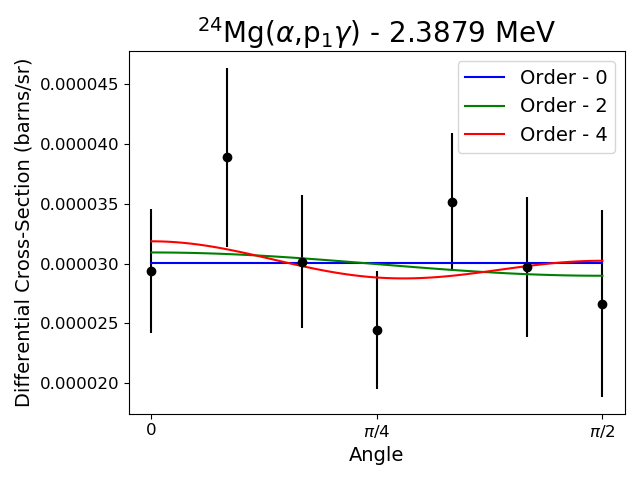 ²⁴Mg(α,p₁γ) - 2.3879 MeV
Differential Cross-Section (barns/sr)
0.000045
0.000040
0.000035
0.000030
0.000025
0.000020
Order - 0
Order - 2
Order - 4
0
π/4
π/2
Angle